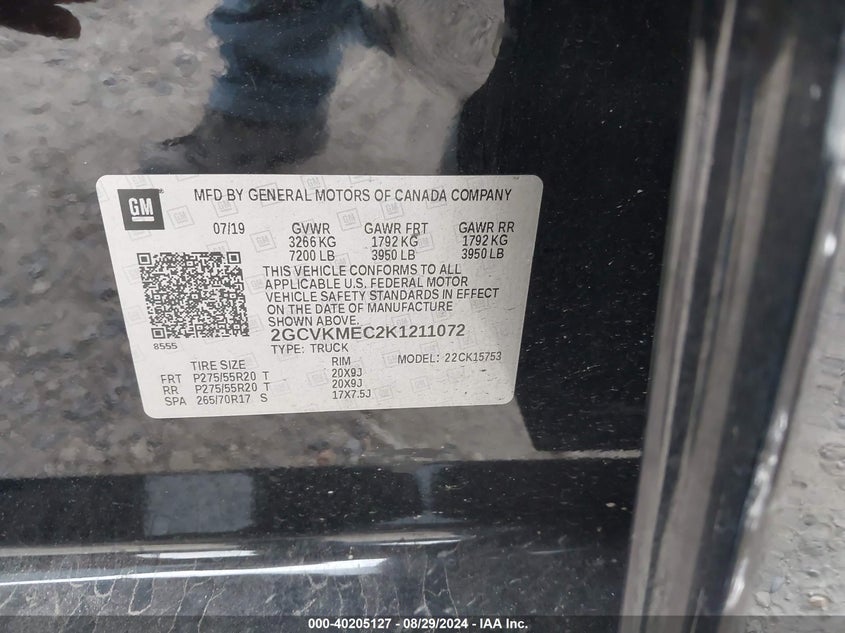 GM
MFD BY GENERAL MOTORS OF CANADA COMPANY
07/19 GVWR GAWR FRT GAWR RR
3266 KG 1792 KG 1792 KG
7200 LB 3950 LB 3950 LB
THIS VEHICLE CONFORMS TO ALL
APPLICABLE U.S. FEDERAL MOTOR
VEHICLE SAFETY STANDARDS IN EFFECT
ON THE DATE OF MANUFACTURE
SHOWN ABOVE.
8555
2GCVKMEC2K1211072
TYPE: TRUCK MODEL: 22CK15753
TIRE SIZE RIM
FRT P275/55R20 T 20X9J
RR P275/55R20 T 20X9J
SPA 265/70R17 S 17X7.5J
000-40205127 - 08/29/2024 - IAA Inc.